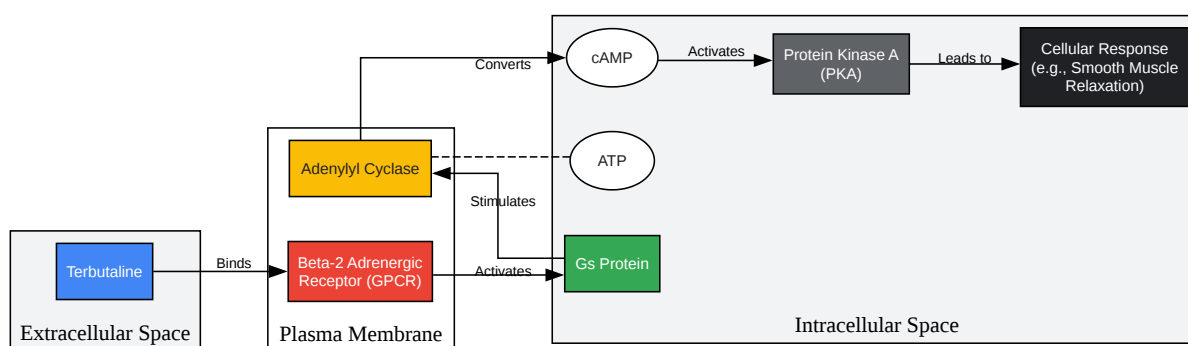 cAMP
Activates
Protein Kinase A
(PKA)
Leads to
Cellular Response
(e.g., Smooth Muscle
Relaxation)
Converts
Adenylyl Cyclase
ATP
Stimulates
Terbutaline
Binds
Beta-2 Adrenergic
Receptor (GPCR)
Activates
Gs Protein
Extracellular Space
Plasma Membrane
Intracellular Space